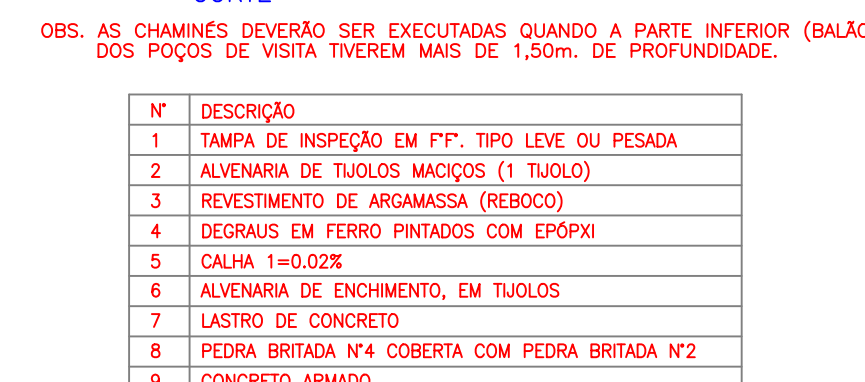 OBS. AS CHAMINÉS DEVERÃO SER EXECUTADAS QUANDO A PARTE INFERIOR (BALÃO
DOS POÇOS DE VISITA TIVEREM MAIS DE 1,50m. DE PROFUNDIDADE.
N° DESCRIÇÃO
1 TAMPA DE INSPEÇÃO EM F°F°. TIPO LEVE OU PESADA
2 ALVENARIA DE TIJOLOS MACIÇOS (1 TIJOLO)
3 REVESTIMENTO DE ARGAMASSA (REBOCO)
4 DEGRAUS EM FERRO PINTADOS COM EPÓPXI
5 CALHA 1=0.02%
6 ALVENARIA DE ENCHIMENTO, EM TIJOLOS
7 LASTRO DE CONCRETO
8 PEDRA BRITADA N°4 COBERTA COM PEDRA BRITADA N°2
9 CONCRETO ARMADO